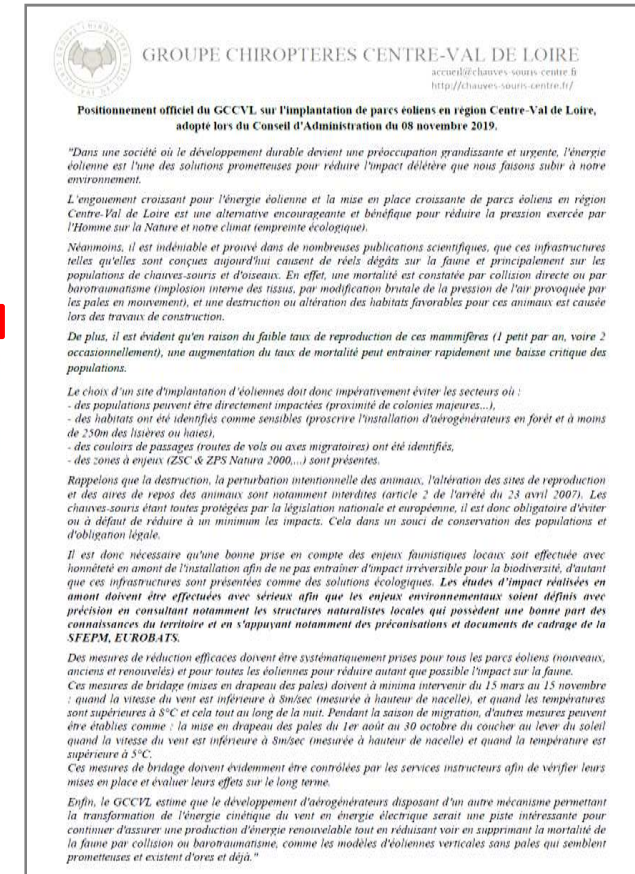 GROUPE CHIROPTERES CENTRE-VAL DE LOIRE
accueil@chauves-souris-centre.fr
http://chauves-souris-centre.fr/
Positionnement officiel du GCCVL sur l'implantation de parcs éoliens en région Centre-Val de Loire,
adopté lors du Conseil d'Administration du 08 novembre 2019.
"Dans une société où le développement durable devient une préoccupation grandissante et urgente, l'énergie
éolienne est l'une des solutions prometteuses pour réduire l'impact délétère que nous faisons subir à notre
environnement.
L'engouement croissant pour l'énergie éolienne et la mise en place croissante de parcs éoliens en région
Centre-Val de Loire est une alternative encourageante et bénéfique pour réduire la pression exercée par
l'Homme sur la Nature et notre climat (empreinte écologique).
Néanmoins, il est indéniable et prouvé dans de nombreuses publications scientifiques, que ces infrastructures
telles qu'elles sont conçues aujourd'hui causent de réels dégâts sur la faune et principalement sur les
populations de chauves-souris et d'oiseaux. En effet, une mortalité est constatée par collision directe ou par
barotraumatisme (implosion interne des tissus, par modification brutale de la pression de l'air provoquée par
les pales en mouvement), et une destruction ou altération des habitats favorables pour ces animaux est causée
lors des travaux de construction.
De plus, il est évident qu'en raison du faible taux de reproduction de ces mammifères (1 petit par an, voire 2
occasionnellement), une augmentation du taux de mortalité peut entrainer rapidement une baisse critique des
populations.
Le choix d'un site d'implantation d'éoliennes doit donc impérativement éviter les secteurs où :
- des populations peuvent être directement impactées (proximité de colonies majeures...),
- des habitats ont été identifiés comme sensibles (proscrire l'installation d'aérogénérateurs en forêt et à moins
de 250m des lisières ou haies),
- des couloirs de passages (routes de vols ou axes migratoires) ont été identifiés,
- des zones à enjeux (ZSC & ZPS Natura 2000,...) sont présentes.
Rappelons que la destruction, la perturbation intentionnelle des animaux, l'altération des sites de reproduction
et des aires de repos des animaux sont notamment interdites (article 2 de l'arrêté du 23 avril 2007). Les
chauves-souris étant toutes protégées par la législation nationale et européenne, il est donc obligatoire d'éviter
ou à défaut de réduire à un minimum les impacts. Cela dans un souci de conservation des populations et
d'obligation légale.
Il est donc nécessaire qu'une bonne prise en compte des enjeux faunistiques locaux soit effectuée avec
honnêteté en amont de l'installation afin de ne pas entraîner d'impact irréversible pour la biodiversité, d'autant
que ces infrastructures sont présentées comme des solutions écologiques. Les études d'impact réalisées en
amont doivent être effectuées avec sérieux afin que les enjeux environnementaux soient définis avec
précision en consultant notamment les structures naturalistes locales qui possèdent une bonne part des
connaissances du territoire et en s'appuyant notamment des préconisations et documents de cadrage de la
SFEPM, EUROBATS.
Des mesures de réduction efficaces doivent être systématiquement prises pour tous les parcs éoliens (nouveaux,
anciens et renouvelés) et pour toutes les éoliennes pour réduire autant que possible l'impact sur la faune.
Ces mesures de bridage (mises en drapeau des pales) doivent à minima intervenir du 15 mars au 15 novembre
: quand la vitesse du vent est inférieure à 8m/sec (mesurée à hauteur de nacelle), et quand les températures
sont supérieures à 8°C et cela tout au long de la nuit. Pendant la saison de migration, d'autres mesures peuvent
être établies comme : la mise en drapeau des pales du 1er août au 30 octobre du coucher au lever du soleil
quand la vitesse du vent est inférieure à 8m/sec (mesurée à hauteur de nacelle) et quand la température est
supérieure à 5°C.
Ces mesures de bridage doivent évidemment être contrôlées par les services instructeurs afin de vérifier leurs
mises en place et évaluer leurs effets sur le long terme.
Enfin, le GCCVL estime que le développement d'aérogénérateurs disposant d'un autre mécanisme permettant
la transformation de l'énergie cinétique du vent en énergie électrique serait une piste intéressante pour
continuer d'assurer une production d'énergie renouvelable tout en réduisant voir en supprimant la mortalité de
la faune par collision ou barotraumatisme, comme les modèles d'éoliennes verticales sans pales qui semblent
prometteuses et existent d'ores et déjà."